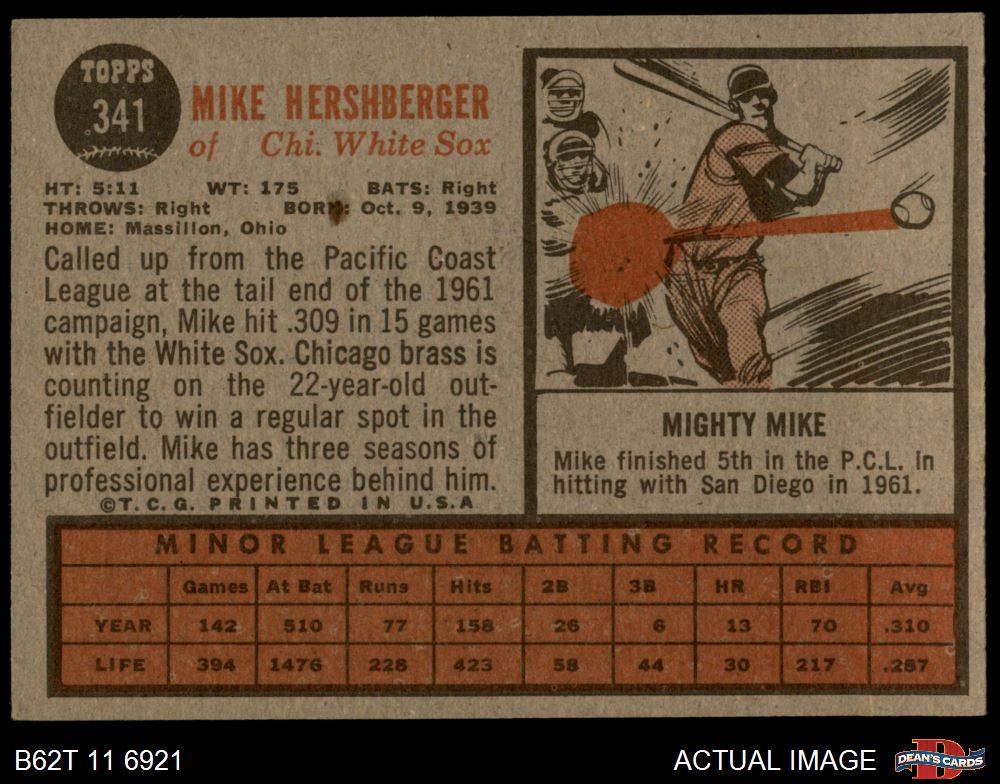 TOPPS
341
MIKE HERSHBERGER
of Chi. White Sox
HT: 5:11 WT: 175 BATS: Right
THROWS: Right BORN: Oct. 9, 1939
HOME: Massillon, Ohio
Called up from the Pacific Coast
League at the tail end of the 1961
campaign, Mike hit .309 in 15 games
with the White Sox. Chicago brass is
counting on the 22-year-old out-
fielder to win a regular spot in the
outfield. Mike has three seasons of
professional experience behind him.
©T.C.G. PRINTED IN U.S.A.
MIGHTY MIKE
Mike finished 5th in the P.C.L. in
hitting with San Diego in 1961.
MINOR LEAGUE BATTING RECORD
Games At Bat Runs Hits 2B 3B HR RBI Avg
YEAR 142 510 77 158 26 6 13 70 .310
LIFE 394 1476 228 423 58 44 30 217 .287
B62T 11 6921 ACTUAL IMAGE
DEAN'S CARDS